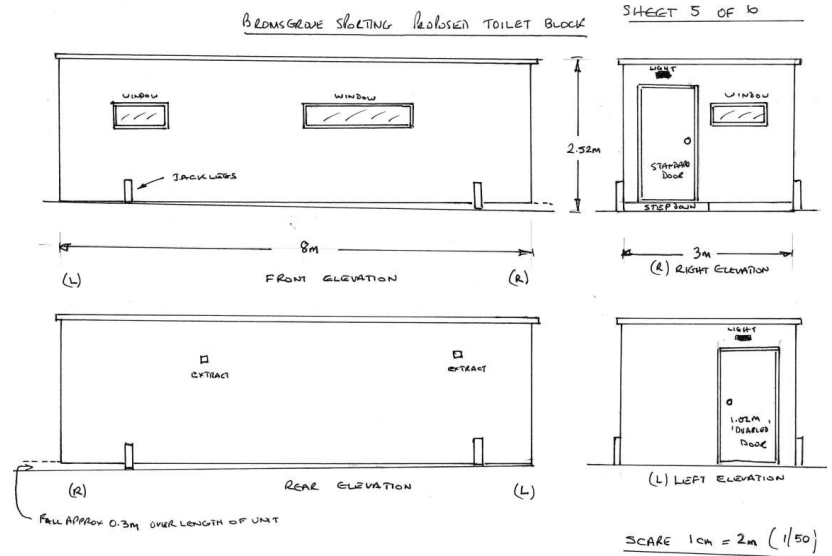 BROMSGROVE SPORTING PROPOSED TOILET BLOCK
SHEET 5 OF 6
WINDOW
WINDOW
JACK LEGS
2.52M
LIGHT
WINDOW
STANDARD
DOOR
STEP DOWN
8M
3M
(L)
FRONT ELEVATION
(R)
(R) RIGHT ELEVATION
EXTRACT
EXTRACT
LIGHT
1.02M
'DISABLED'
DOOR
(R)
REAR ELEVATION
(L)
(L) LEFT ELEVATION
FALL APPROX 0.3M OVER LENGTH OF UNIT
SCALE 1CM = 2M (1/50)